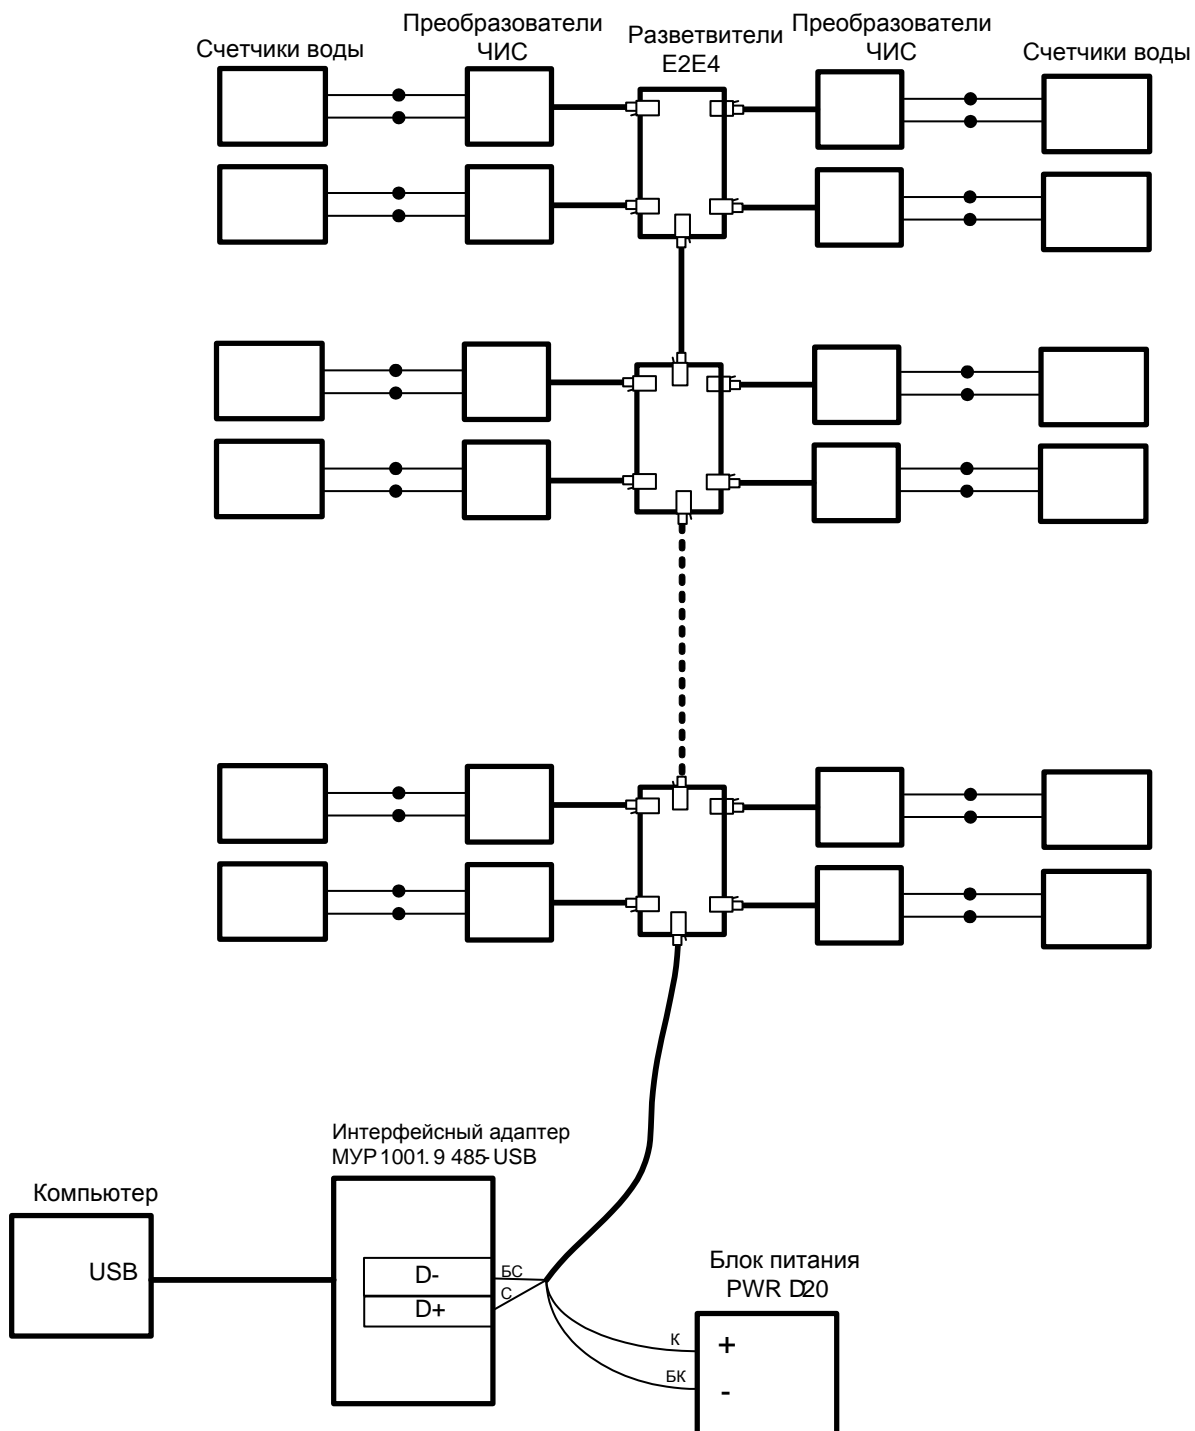 Счетчики воды
Преобразователи
ЧИС
Разветвители
E2E4
Преобразователи
ЧИС
Счетчики воды
Интерфейсный адаптер
МУР 1001.9 485-USB
Компьютер
USB
D-
D+
БС
С
Блок питания
PWR D20
К
БК
+
-